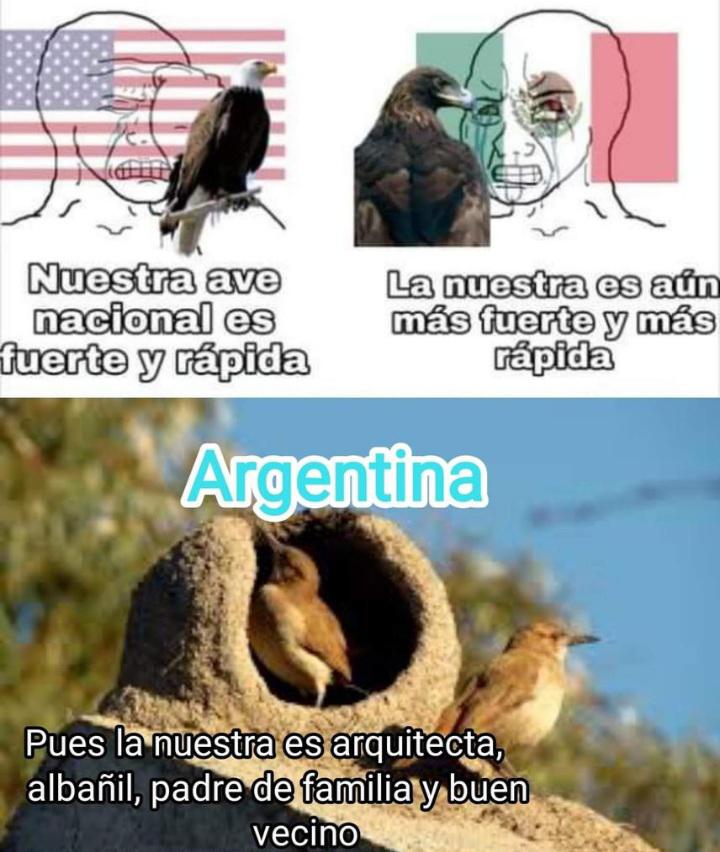 Nuestra ave
nacional es
fuerte y rápida
La nuestra es aún
más fuerte y más
rápida
Argentina
Pues la nuestra es arquitecta,
albañil, padre de familia y buen
vecino